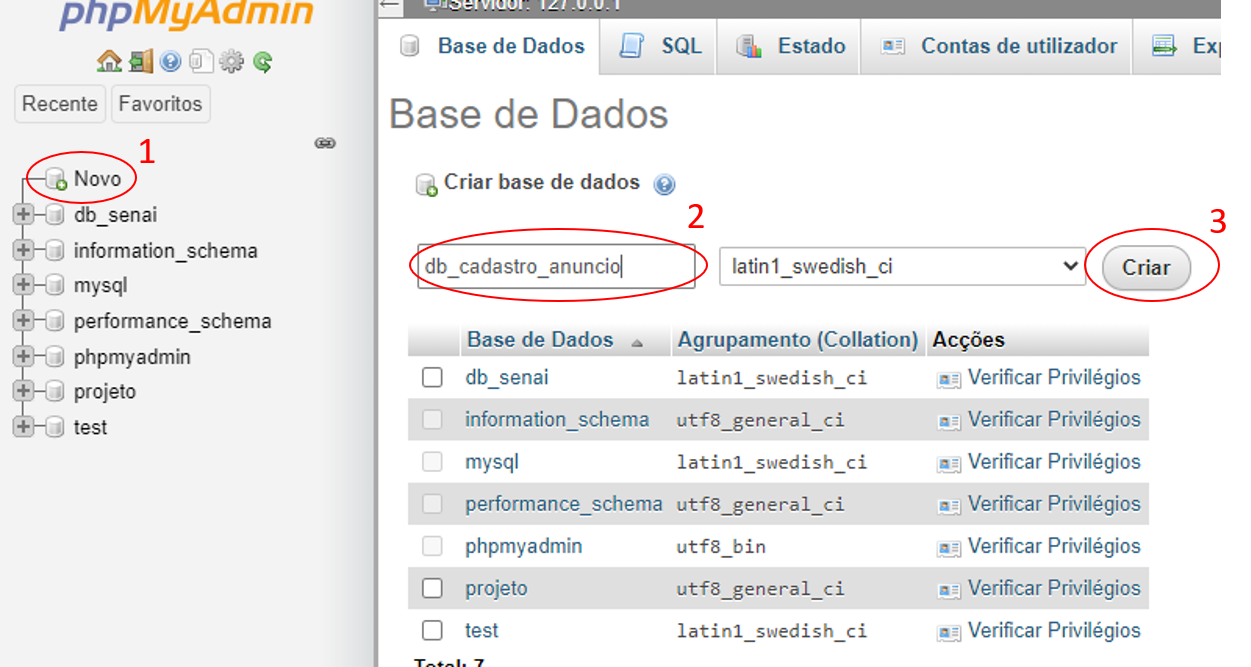 phpMyAdmin
Recente Favoritos
1
Novo
db_senai
information_schema
mysql
performance_schema
phpmyadmin
projeto
test
Servidor: 127.0.0.1
Base de Dados SQL Estado Contas de utilizador Exp
Base de Dados
Criar base de dados
2
3
db_cadastro_anuncio latin1_swedish_ci Criar
Base de Dados Agrupamento (Collation) Acções
db_senai latin1_swedish_ci Verificar Privilégios
information_schema utf8_general_ci Verificar Privilégios
mysql latin1_swedish_ci Verificar Privilégios
performance_schema utf8_general_ci Verificar Privilégios
phpmyadmin utf8_bin Verificar Privilégios
projeto utf8_general_ci Verificar Privilégios
test latin1_swedish_ci Verificar Privilégios
Total: 7